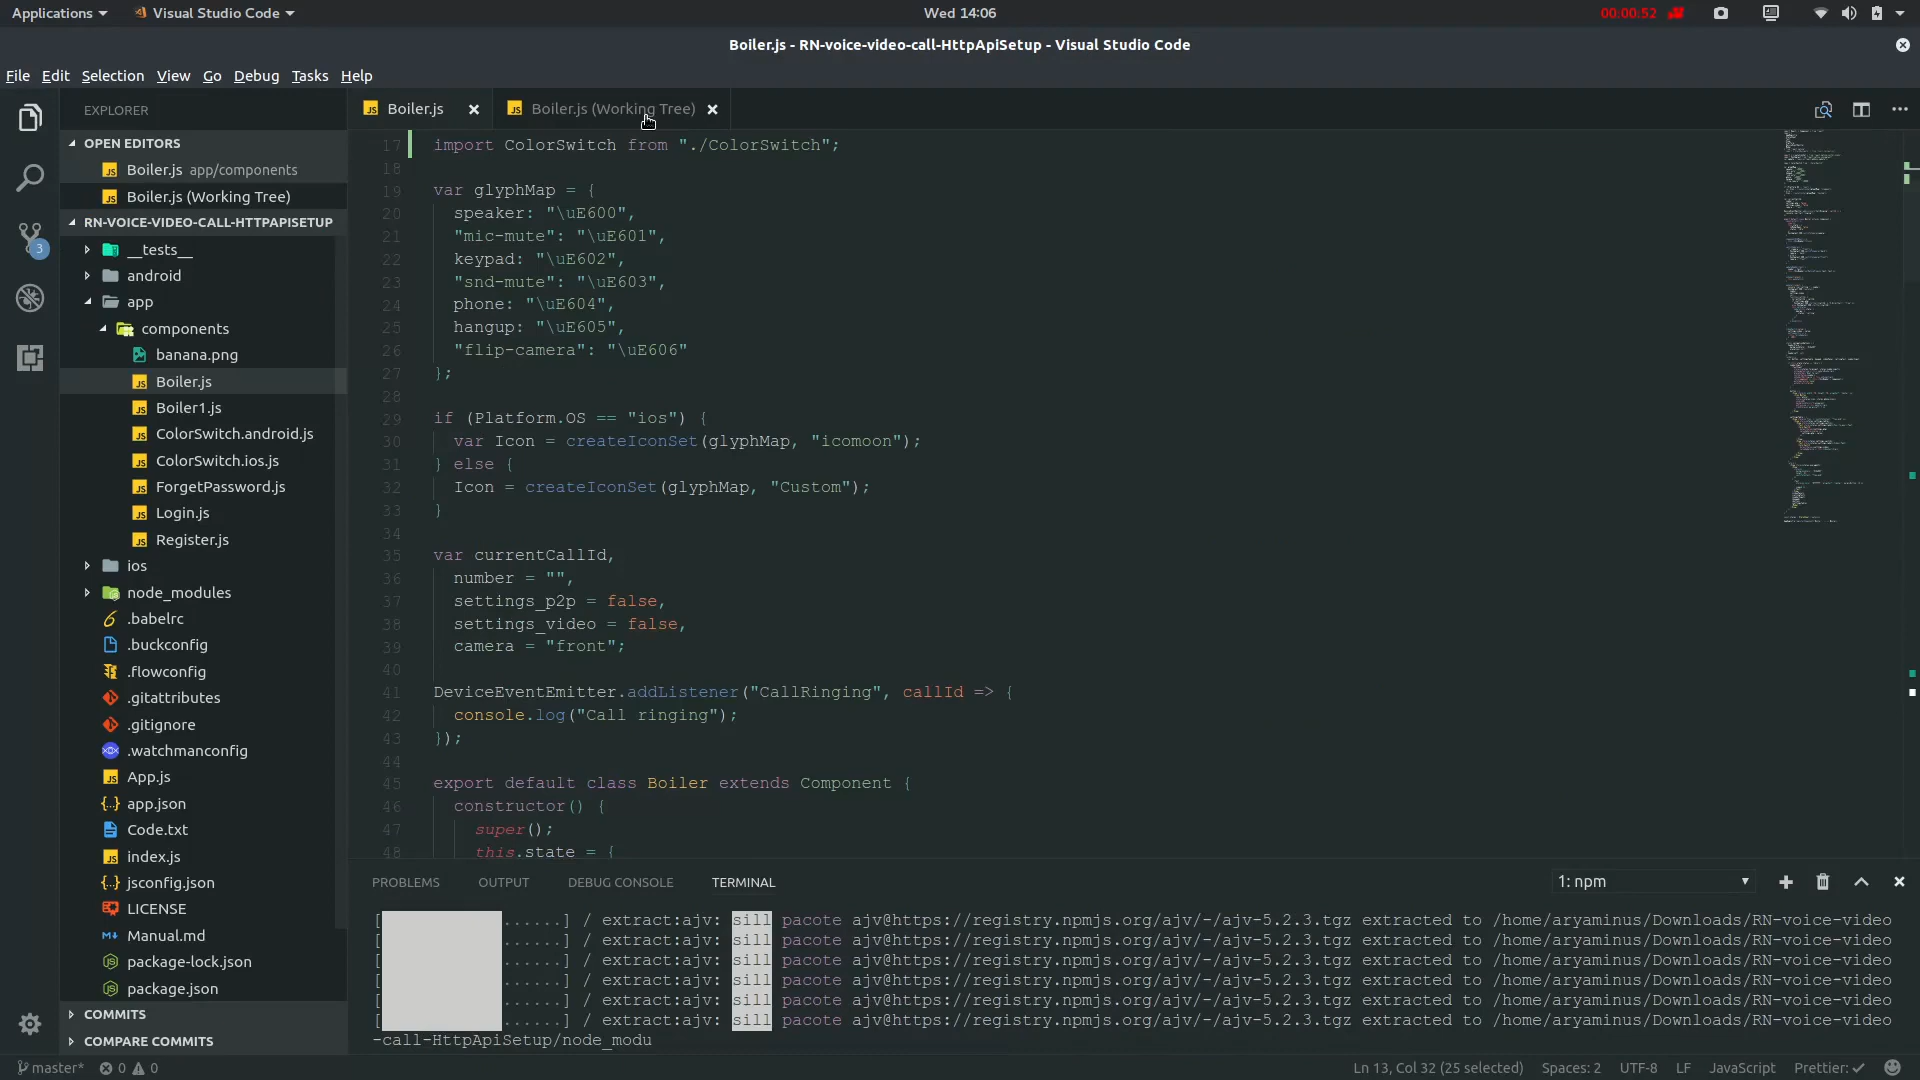 Applications
Visual Studio Code
Wed 14:06
00:00:52
Boiler.js - RN-voice-video-call-HttpApiSetup - Visual Studio Code
File Edit Selection View Go Debug Tasks Help
EXPLORER
OPEN EDITORS
Boiler.js app/components
Boiler.js (Working Tree)
RN-VOICE-VIDEO-CALL-HTTPAPISETUP
__tests__
android
app
components
banana.png
Boiler.js
Boiler1.js
ColorSwitch.android.js
ColorSwitch.ios.js
ForgetPassword.js
Login.js
Register.js
ios
node_modules
.babelrc
.buckconfig
.flowconfig
.gitattributes
.gitignore
.watchmanconfig
App.js
app.json
Code.txt
index.js
jsconfig.json
LICENSE
Manual.md
package-lock.json
package.json
COMMITS
COMPARE COMMITS
3
Boiler.js
Boiler.js (Working Tree)
17 import ColorSwitch from "./ColorSwitch";
18
19 var glyphMap = {
20 speaker: "\uE600",
21 "mic-mute": "\uE601",
22 keypad: "\uE602",
23 "snd-mute": "\uE603",
24 phone: "\uE604",
25 hangup: "\uE605",
26 "flip-camera": "\uE606"
27 };
28
29 if (Platform.OS == "ios") {
30 var Icon = createIconSet(glyphMap, "icomoon");
31 } else {
32 Icon = createIconSet(glyphMap, "Custom");
33 }
34
35 var currentCallId,
36 number = "",
37 settings_p2p = false,
38 settings_video = false,
39 camera = "front";
40
41 DeviceEventEmitter.addListener("CallRinging", callId => {
42 console.log("Call ringing");
43 });
44
45 export default class Boiler extends Component {
46 constructor() {
47 super();
48 this.state = {
PROBLEMS OUTPUT DEBUG CONSOLE TERMINAL
1: npm
[ ......] / extract:ajv: sill pacote ajv@https://registry.npmjs.org/ajv/-/ajv-5.2.3.tgz extracted to /home/aryaminus/Downloads/RN-voice-video
[ ......] / extract:ajv: sill pacote ajv@https://registry.npmjs.org/ajv/-/ajv-5.2.3.tgz extracted to /home/aryaminus/Downloads/RN-voice-video
[ ......] / extract:ajv: sill pacote ajv@https://registry.npmjs.org/ajv/-/ajv-5.2.3.tgz extracted to /home/aryaminus/Downloads/RN-voice-video
[ ......] / extract:ajv: sill pacote ajv@https://registry.npmjs.org/ajv/-/ajv-5.2.3.tgz extracted to /home/aryaminus/Downloads/RN-voice-video
[ ......] / extract:ajv: sill pacote ajv@https://registry.npmjs.org/ajv/-/ajv-5.2.3.tgz extracted to /home/aryaminus/Downloads/RN-voice-video
[ ......] / extract:ajv: sill pacote ajv@https://registry.npmjs.org/ajv/-/ajv-5.2.3.tgz extracted to /home/aryaminus/Downloads/RN-voice-video
-call-HttpApiSetup/node_modu
master* 0 0
Ln 13, Col 32 (25 selected) Spaces: 2 UTF-8 LF JavaScript Prettier: ✓